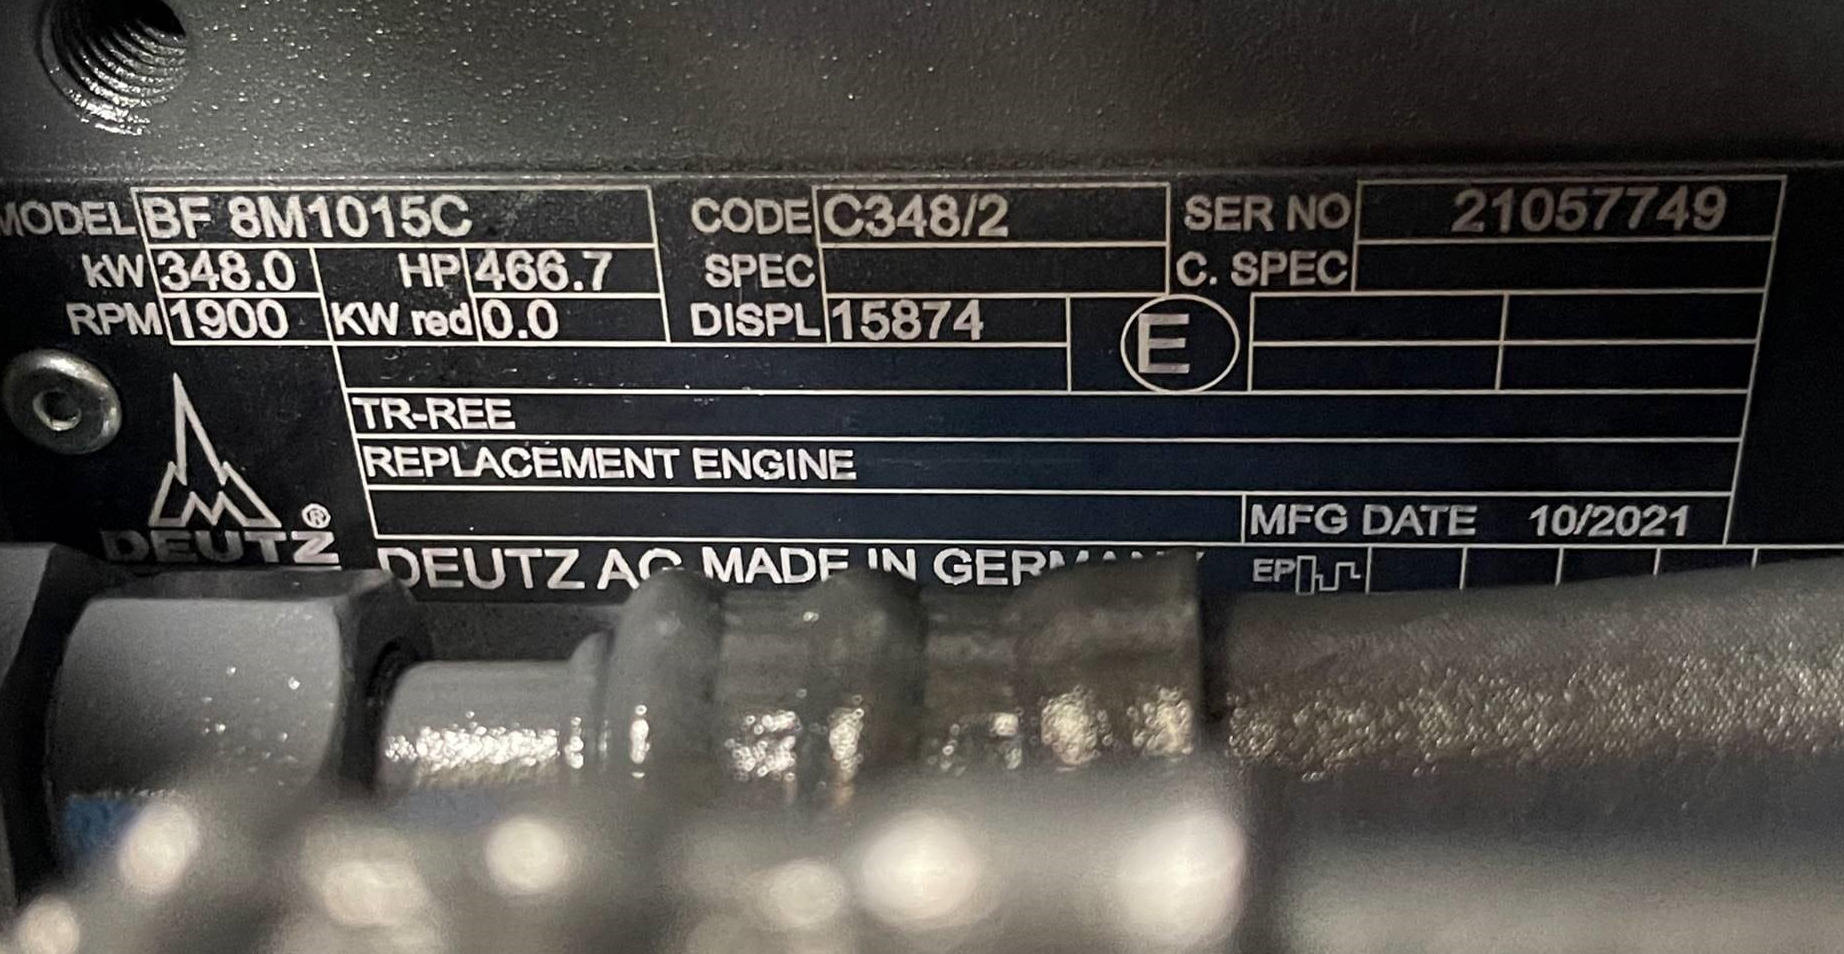 MODEL BF 8M1015C CODE C348/2 SER NO 21057749
kW 348.0 HP 466.7 SPEC C. SPEC
RPM 1900 KW red 0.0 DISPL 15874 E
TR-REE
REPLACEMENT ENGINE
MFG DATE 10/2021
® DEUTZ
DEUTZ AG MADE IN GERMANY EP